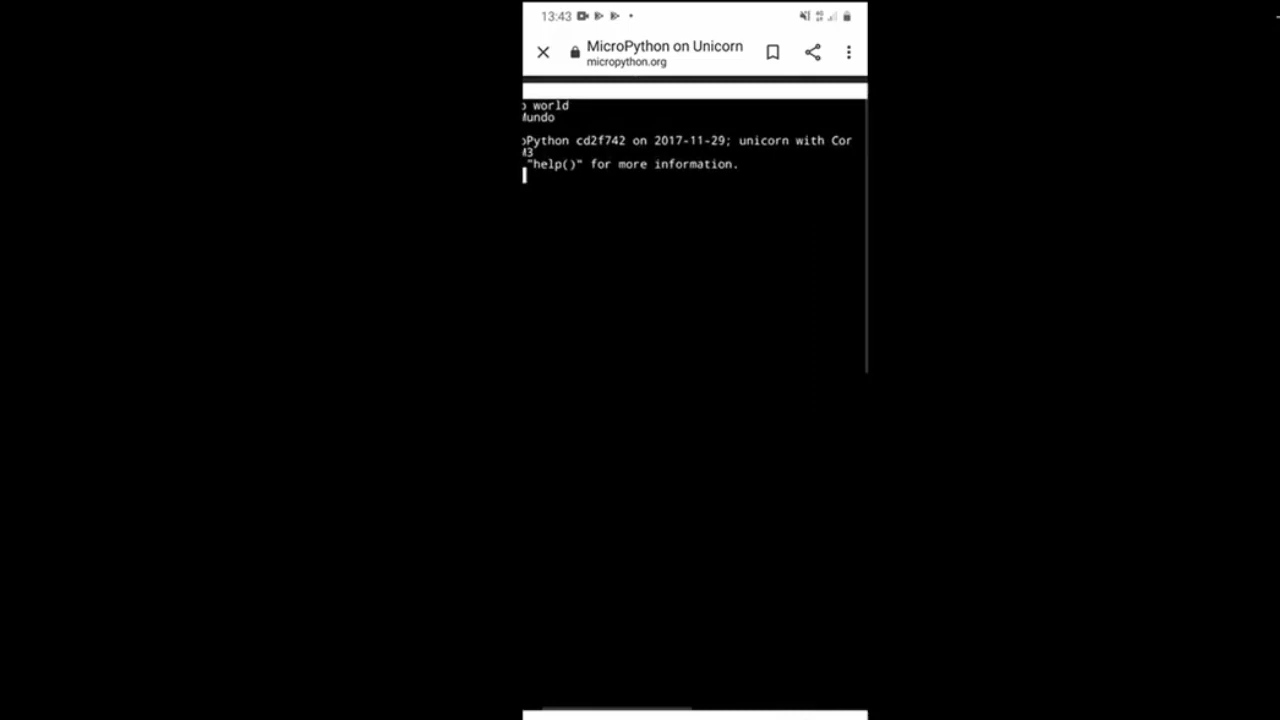 13:43
MicroPython on Unicorn
micropython.org
world
Mundo
Python cd2f742 on 2017-11-29; unicorn with Cor
M3
"help()" for more information.